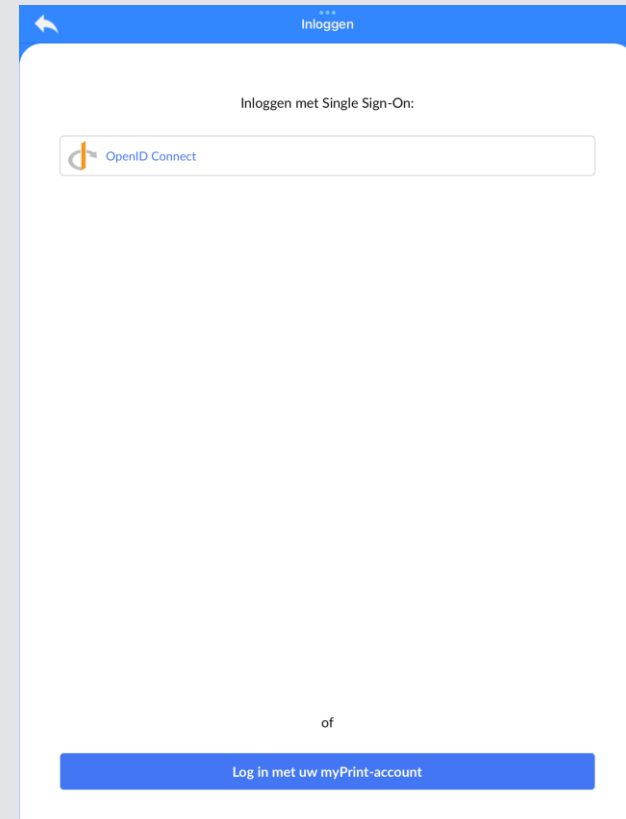 Inloggen
Inloggen met Single Sign-On:
OpenID Connect
of
Log in met uw myPrint-account